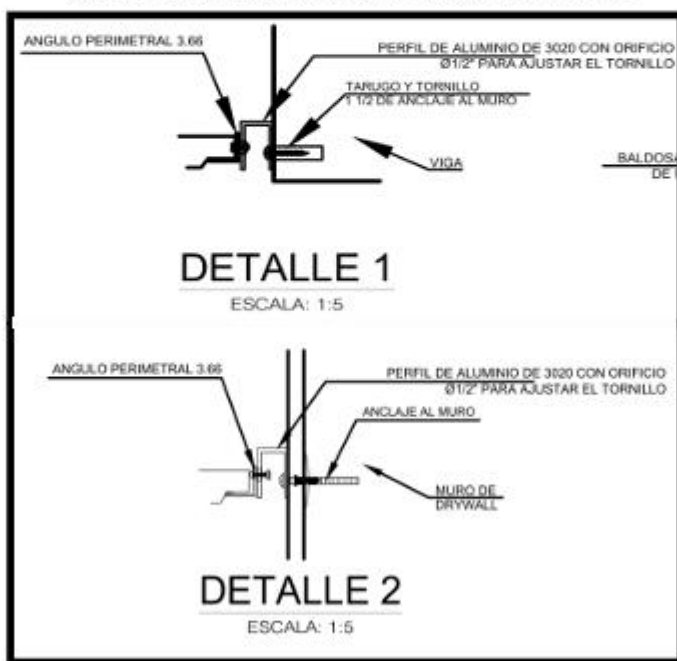 ANGULO PERIMETRAL 3.66
PERFIL DE ALUMINIO DE 3020 CON ORIFICIO
Ø1/2" PARA AJUSTAR EL TORNILLO
TARUGO Y TORNILLO
1 1/2 DE ANCLAJE AL MURO
VIGA
BALDOSA
DE
DETALLE 1
ESCALA: 1:5
ANGULO PERIMETRAL 3.66
PERFIL DE ALUMINIO DE 3020 CON ORIFICIO
Ø1/2" PARA AJUSTAR EL TORNILLO
ANCLAJE AL MURO
MURO DE
DRYWALL
DETALLE 2
ESCALA: 1:5